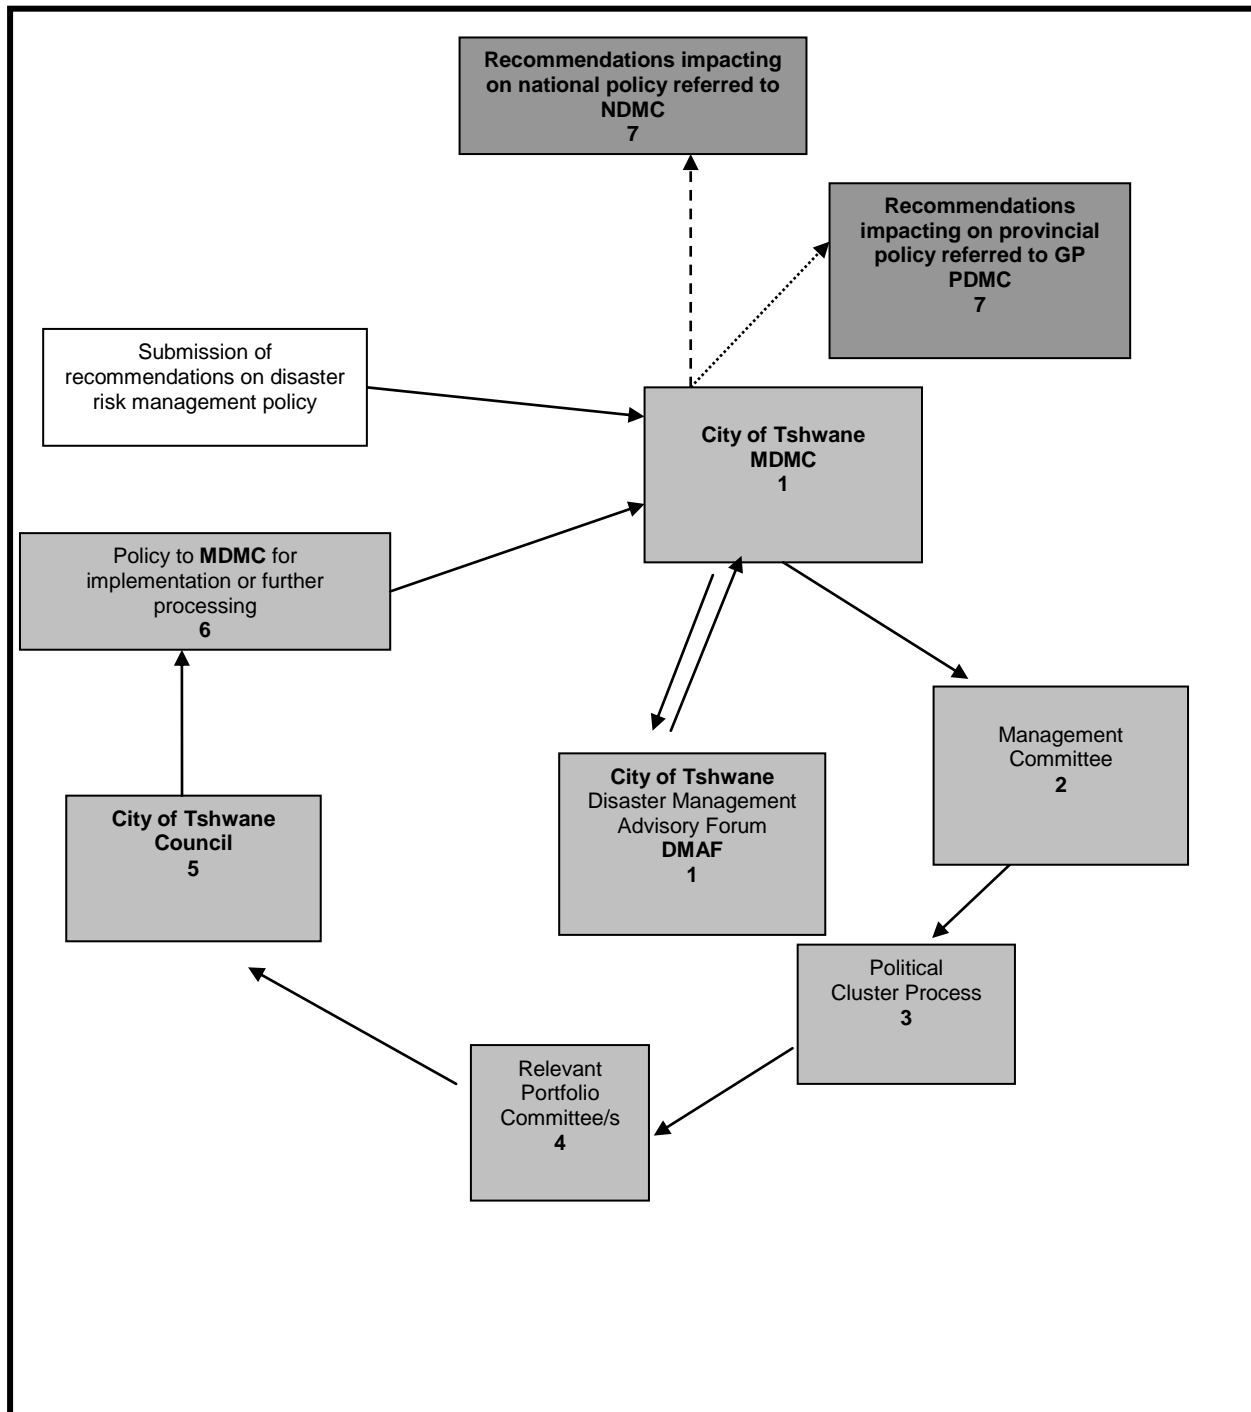 Recommendations impacting
on national policy referred to
NDMC
7
Recommendations
impacting on provincial
policy referred to GP
PDMC
7
Submission of
recommendations on disaster
risk management policy
City of Tshwane
MDMC
1
Policy to MDMC for
implementation or further
processing
6
Management
Committee
2
City of Tshwane
Disaster Management
Advisory Forum
DMAF
1
City of Tshwane
Council
5
Political
Cluster Process
3
Relevant
Portfolio
Committee/s
4